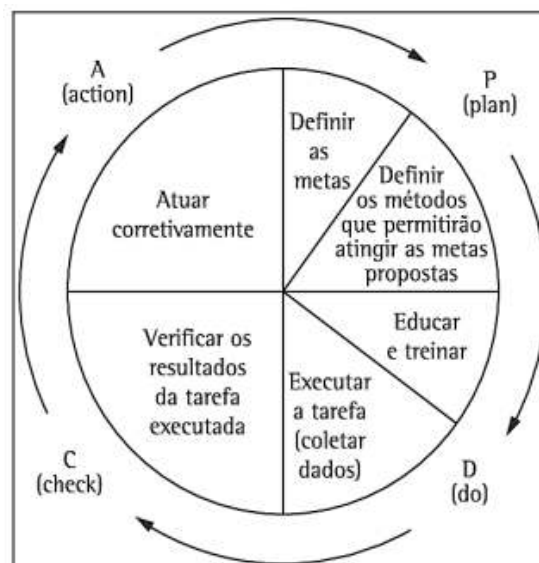 A
(action)
P
(plan)
Definir
as
metas
Definir
os métodos
que permitirão
atingir as metas
propostas
Atuar
corretivamente
Educar
e treinar
Executar
a tarefa
(coletar
dados)
Verificar os
resultados
da tarefa
executada
C
(check)
D
(do)